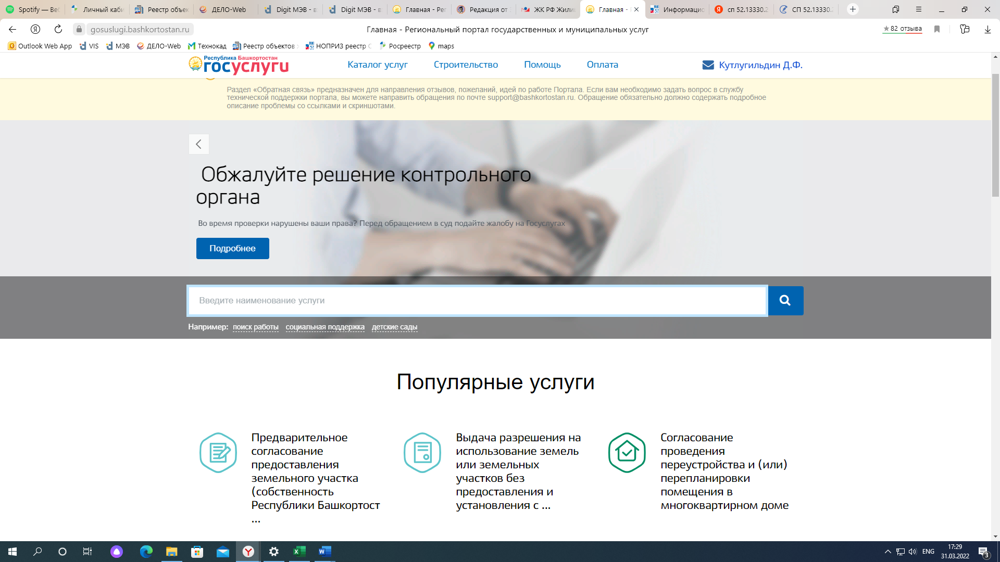 Spotify — Веб
Личный каби
Реестр объек
ДЕЛО-Web
Digit МЭВ - в
Digit МЭВ - в
Главная - Рег
Редакция от
ЖК РФ Жили
Главная -
Информацио
сп 52.13330.2
СП 52.13330.2
gosuslugi.bashkortostan.ru
Главная - Региональный портал государственных и муниципальных услуг
82 отзыва
Outlook Web App
VIS
МЭВ
ДЕЛО-Web
Технокад
Реестр объектов
НОПРИЗ реестр
Росреестр
maps
Республика Башкортостан
госуслуги
Каталог услуг
Строительство
Помощь
Оплата
Кутлугильдин Д.Ф.
Раздел «Обратная связь» предназначен для направления отзывов, пожеланий, идей по работе Портала. Если вам необходимо задать вопрос в службу
технической поддержки портала, вы можете направить обращения по почте support@bashkortostan.ru. Обращение обязательно должно содержать подробное
описание проблемы со ссылками и скриншотами.
Обжалуйте решение контрольного
органа
Во время проверки нарушены ваши права? Перед обращением в суд подайте жалобу на Госуслугах
Подробнее
Введите наименование услуги
Например: поиск работы социальная поддержка детские сады
Популярные услуги
Предварительное
согласование
предоставления
земельного участка
(собственность
Республики Башкортост
...
Выдача разрешения на
использование земель
или земельных
участков без
предоставления и
установления с ...
Согласование
проведения
переустройства и (или)
перепланировки
помещения в
многоквартирном доме
ENG
17:29
31.03.2022
3